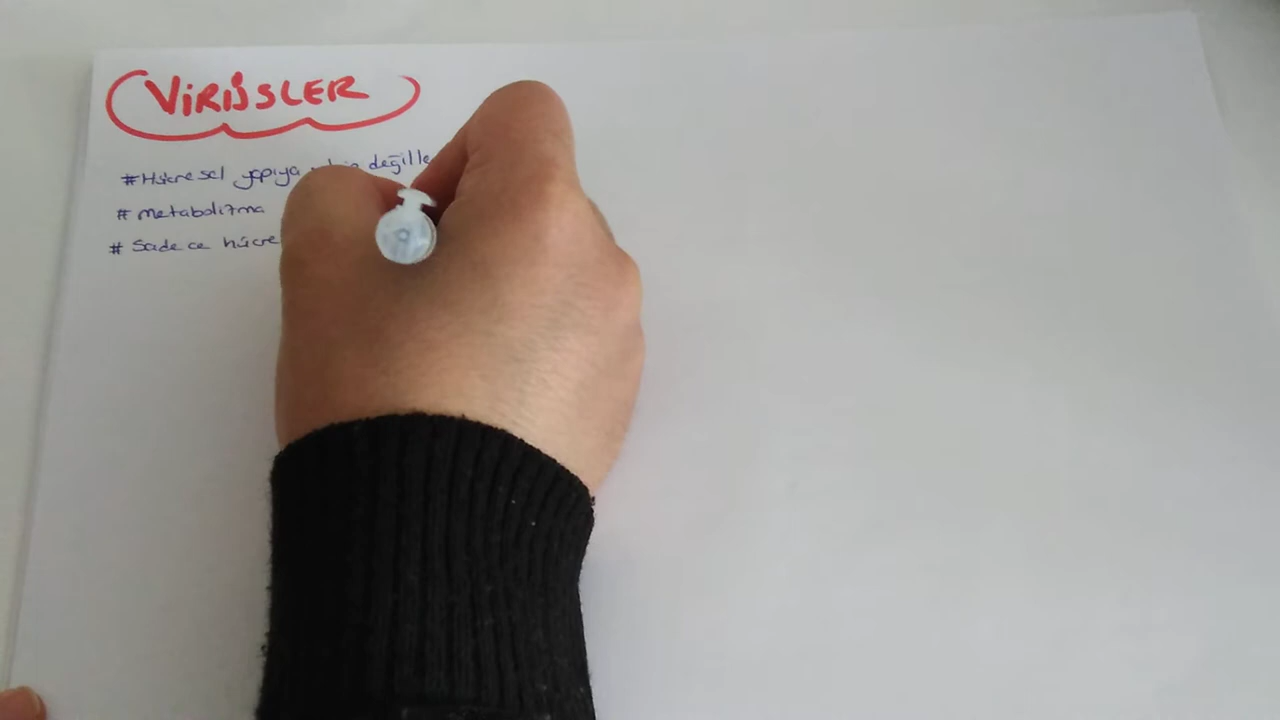 VİRÜSLER
#Hücresel yapıya değiller
# metabolizma
# Sadece hücre